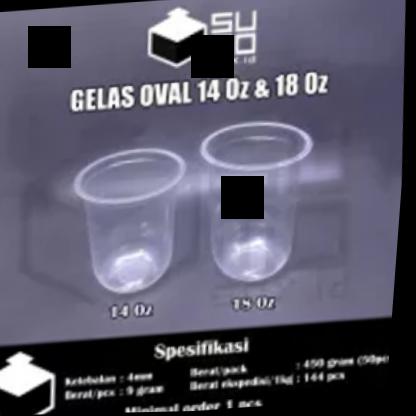 SU
GELAS OVAL 14 Oz & 18 Oz
14 Oz
18 Oz
Spesifikasi
Ketebalan : 4mm
Berat/pack : 450 gram (50pc
Berat/pcs : 9 gram
Berat ekspedisi/1kg : 144 pcs
Minimal order 1 pcs